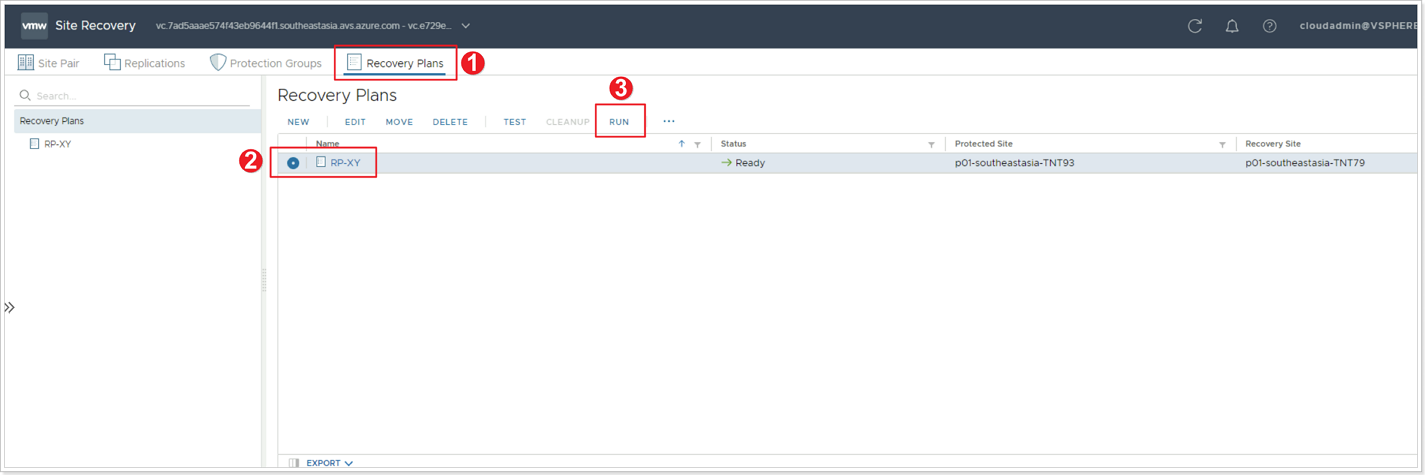 vmw Site Recovery vc.7ad5aaae574f43eb9644f1.southeastasia.avs.azure.com - vc.e729e... cloudadmin@VSPHERE
Site Pair Replications Protection Groups Recovery Plans 1
Search...
Recovery Plans
RP-XY
Recovery Plans
3
NEW EDIT MOVE DELETE TEST CLEANUP RUN ...
Name Status Protected Site Recovery Site
2 RP-XY Ready p01-southeastasia-TNT93 p01-southeastasia-TNT79
EXPORT